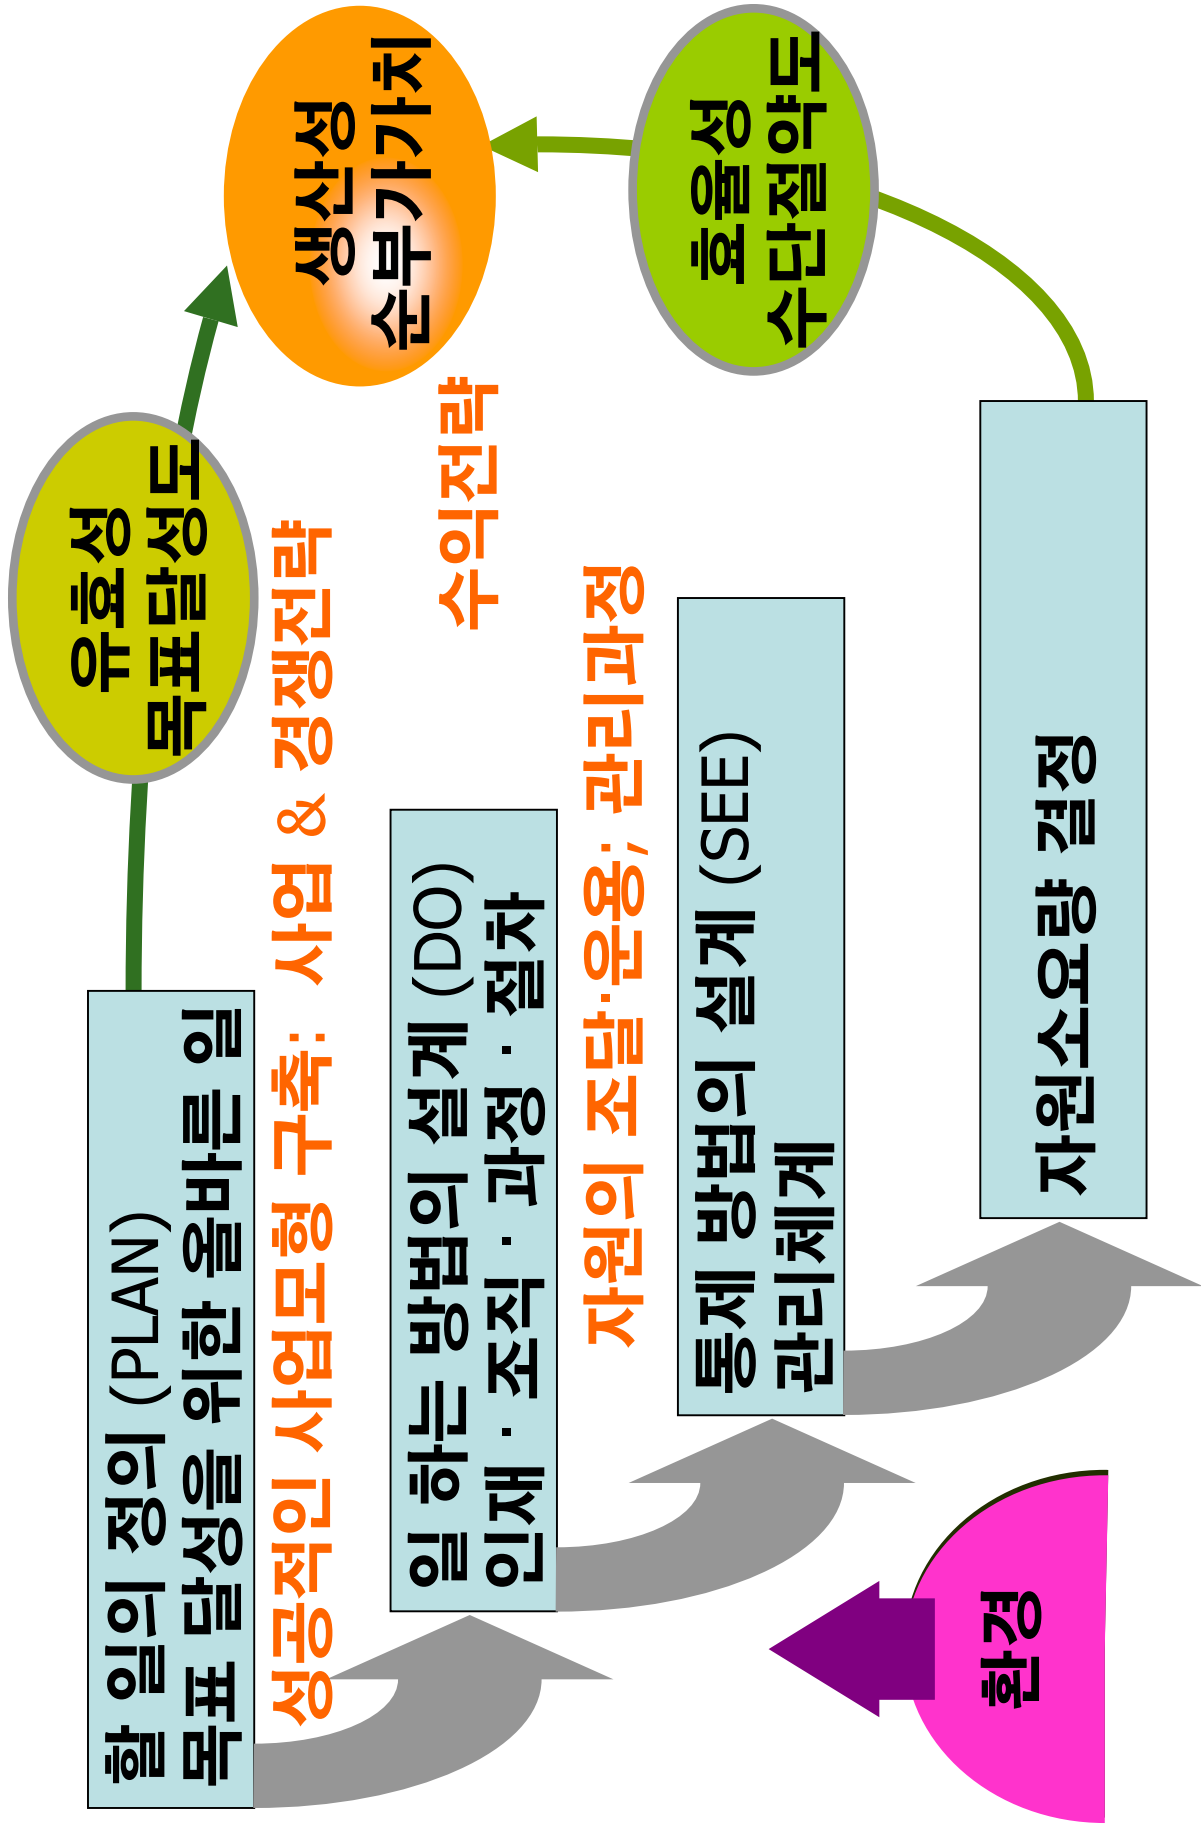 할 일의 정의 (PLAN)
목표 달성을 위한 올바른 일
유효성
목표달성도
성공적인 사업모형 구축: 사업 & 경쟁전략
생산성
순부가가치
일 하는 방법의 설계 (DO)
인재 · 조직 · 과정 · 절차
수익전략
자원의 조달·운용; 관리과정
통제 방법의 설계 (SEE)
관리체계
효율성
수단절약도
환경
자원소요량 결정